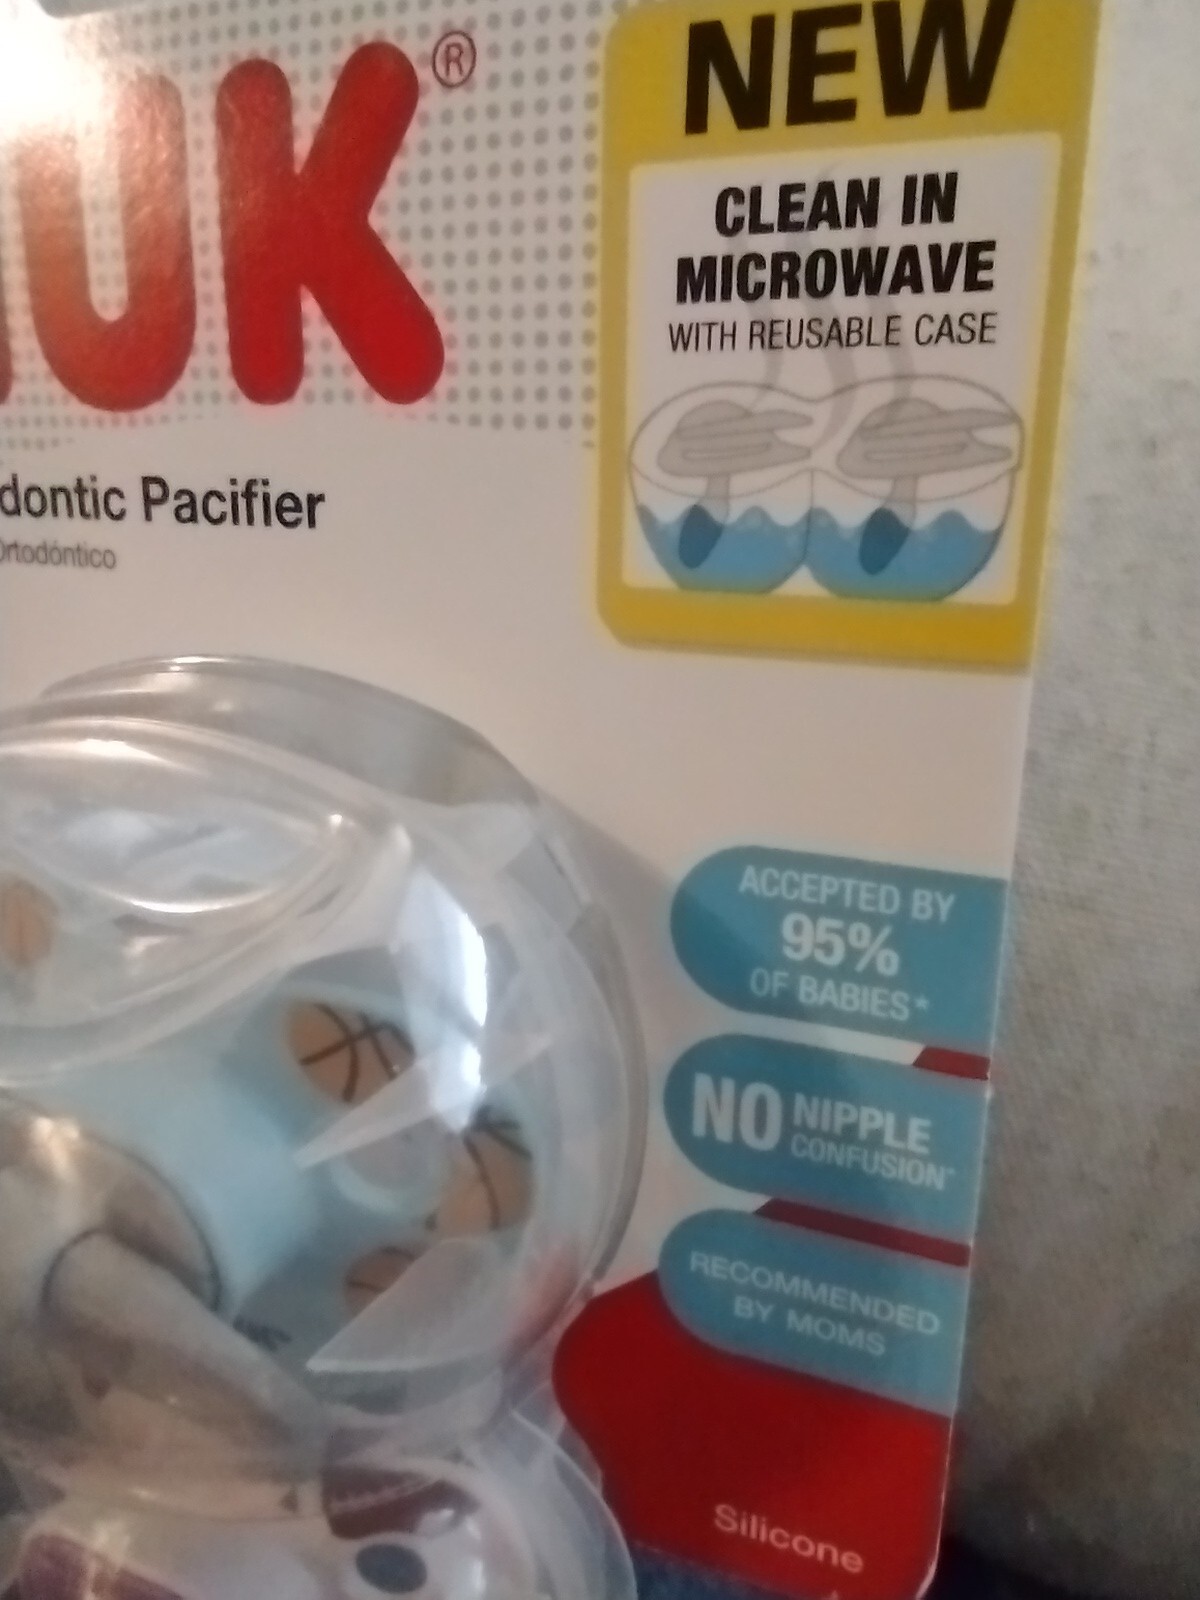 NUK®
NEW
CLEAN IN
MICROWAVE
WITH REUSABLE CASE
dontic Pacifier
Ortodóntico
ACCEPTED BY
95%
OF BABIES*
NO NIPPLE
CONFUSION*
RECOMMENDED
BY MOMS
Silicone